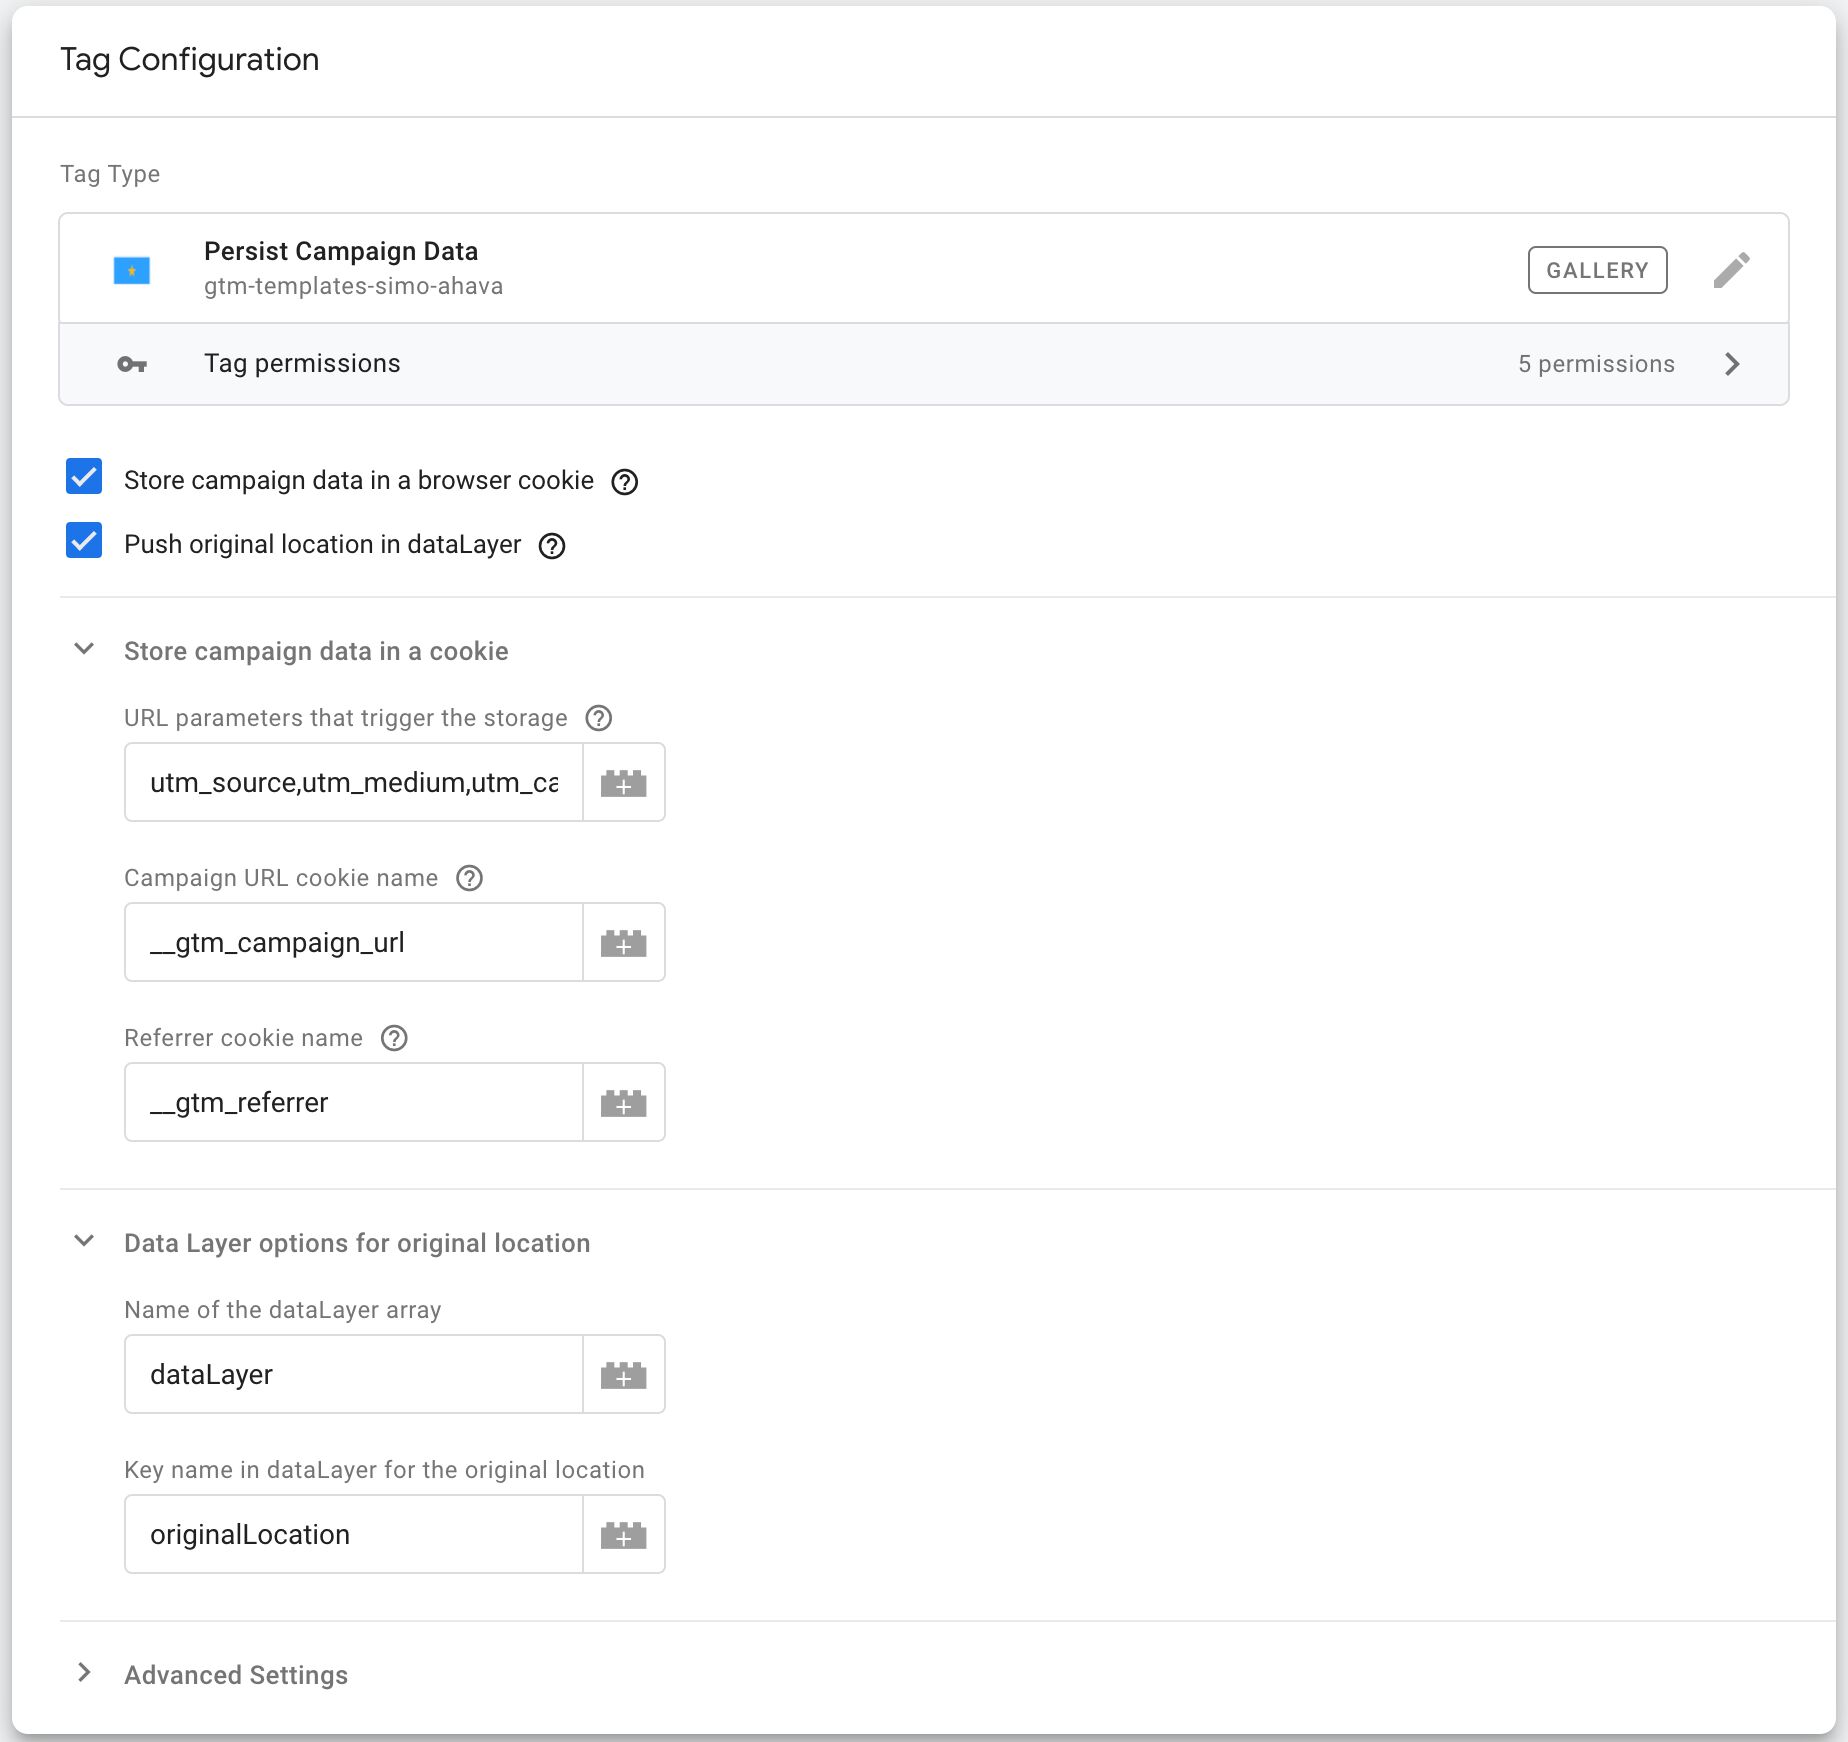 Tag Configuration
Tag Type
Persist Campaign Data
gtm-templates-simo-ahava
GALLERY
Tag permissions
5 permissions
Store campaign data in a browser cookie
Push original location in dataLayer
Store campaign data in a cookie
URL parameters that trigger the storage
utm_source,utm_medium,utm_ca
Campaign URL cookie name
__gtm_campaign_url
Referrer cookie name
__gtm_referrer
Data Layer options for original location
Name of the dataLayer array
dataLayer
Key name in dataLayer for the original location
originalLocation
Advanced Settings